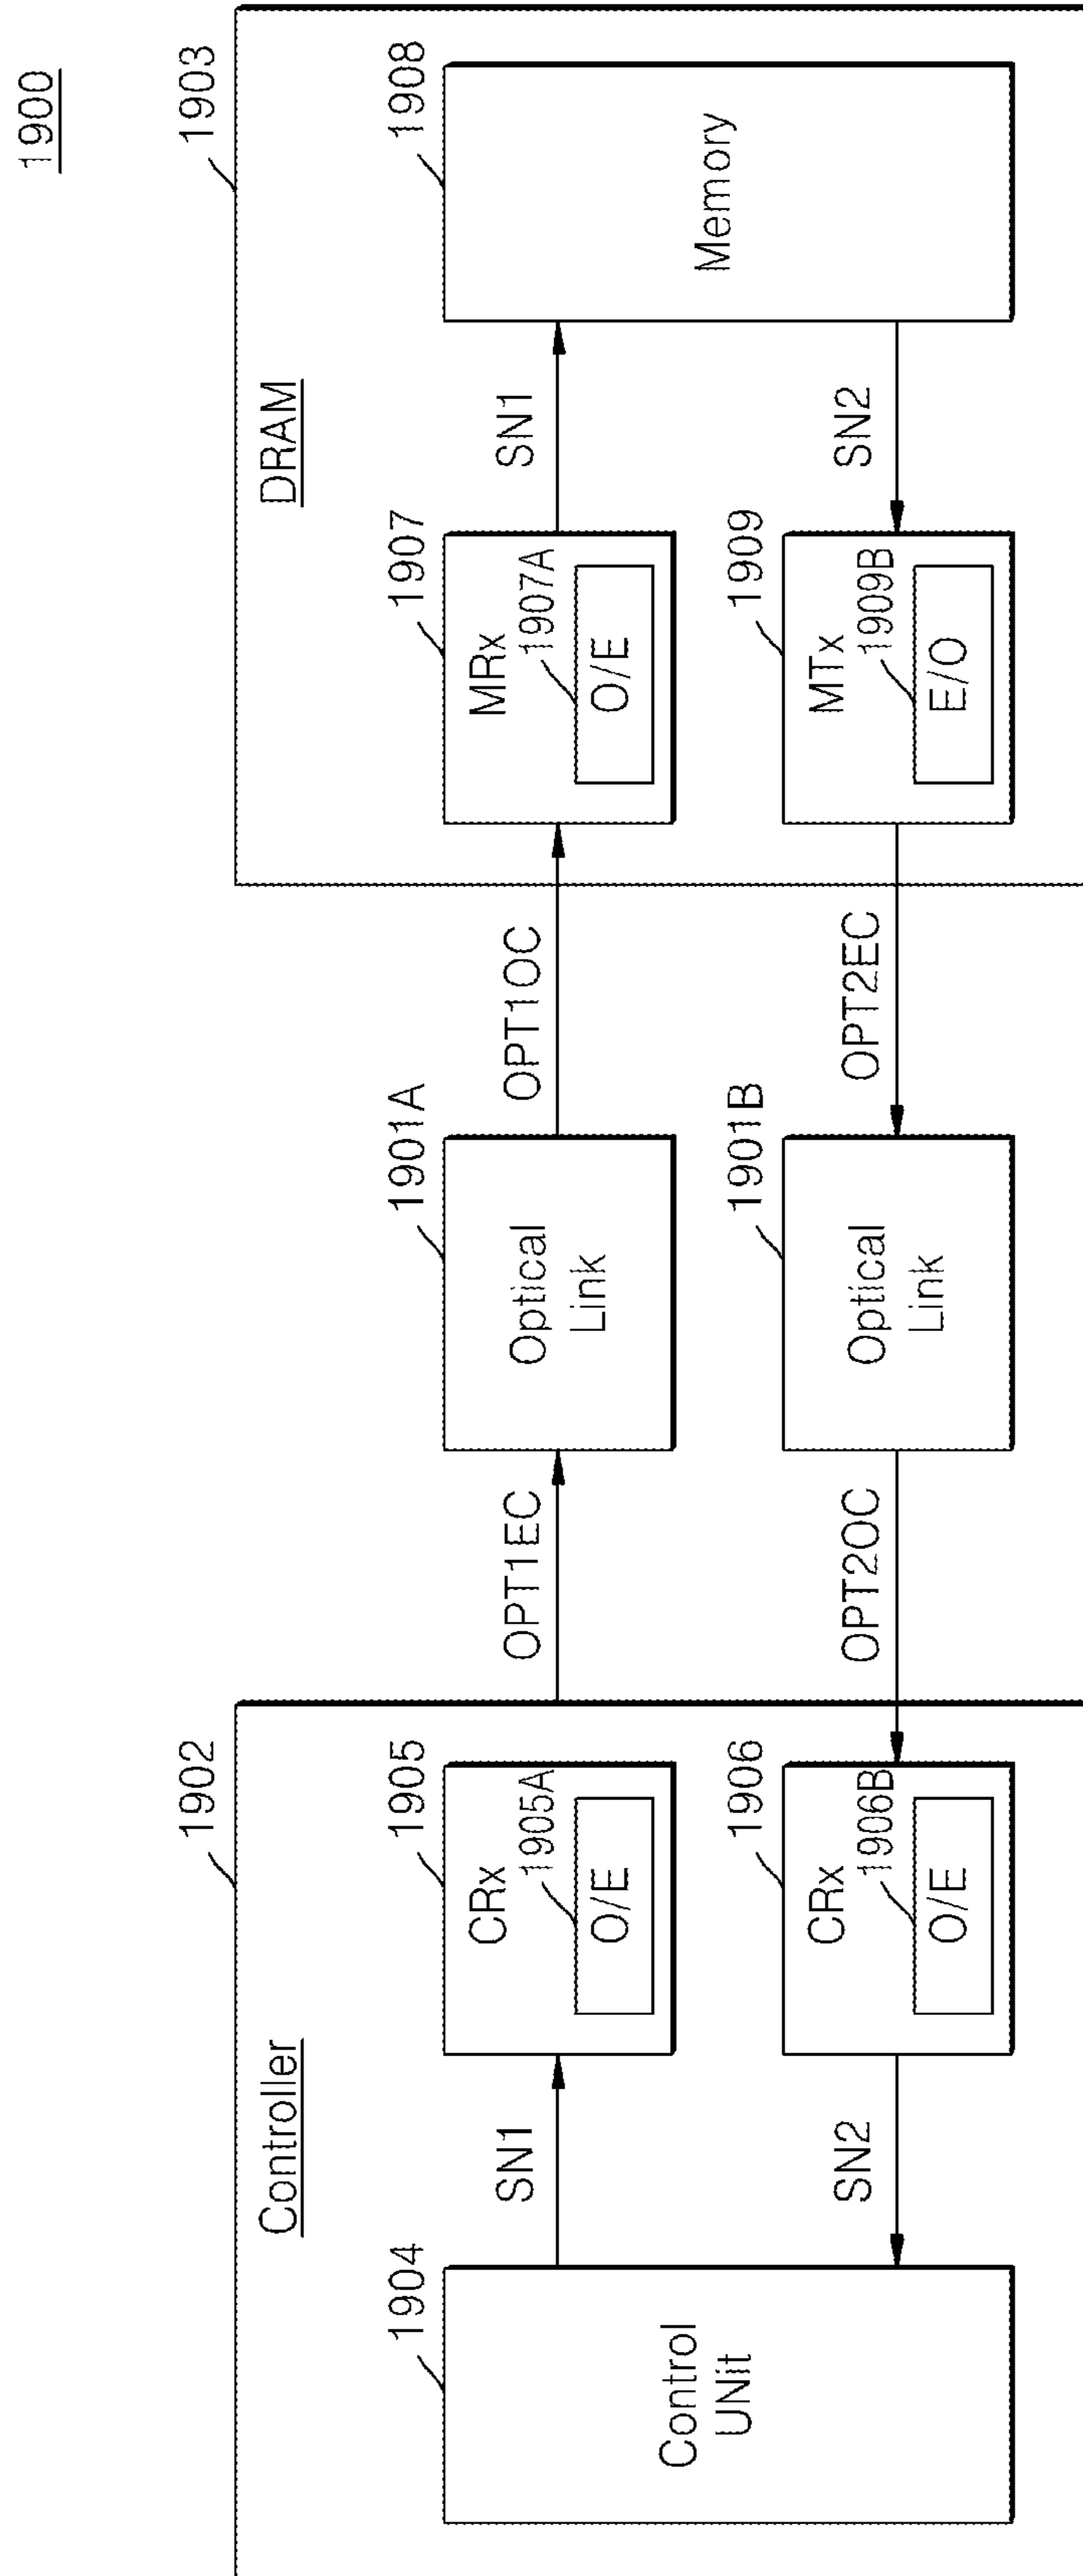 1900
1902
1903
Controller
DRAM
1904
1905
1901A
1907
1908
Control
UNit
SN1
CRx
1905A
O/E
OPT1EC
Optical
Link
OPT1OC
MRx
1907A
O/E
SN1
Memory
1906
1901B
1909
SN2
CRx
1906B
O/E
OPT2OC
Optical
Link
OPT2EC
MTx
1909B
E/O
SN2